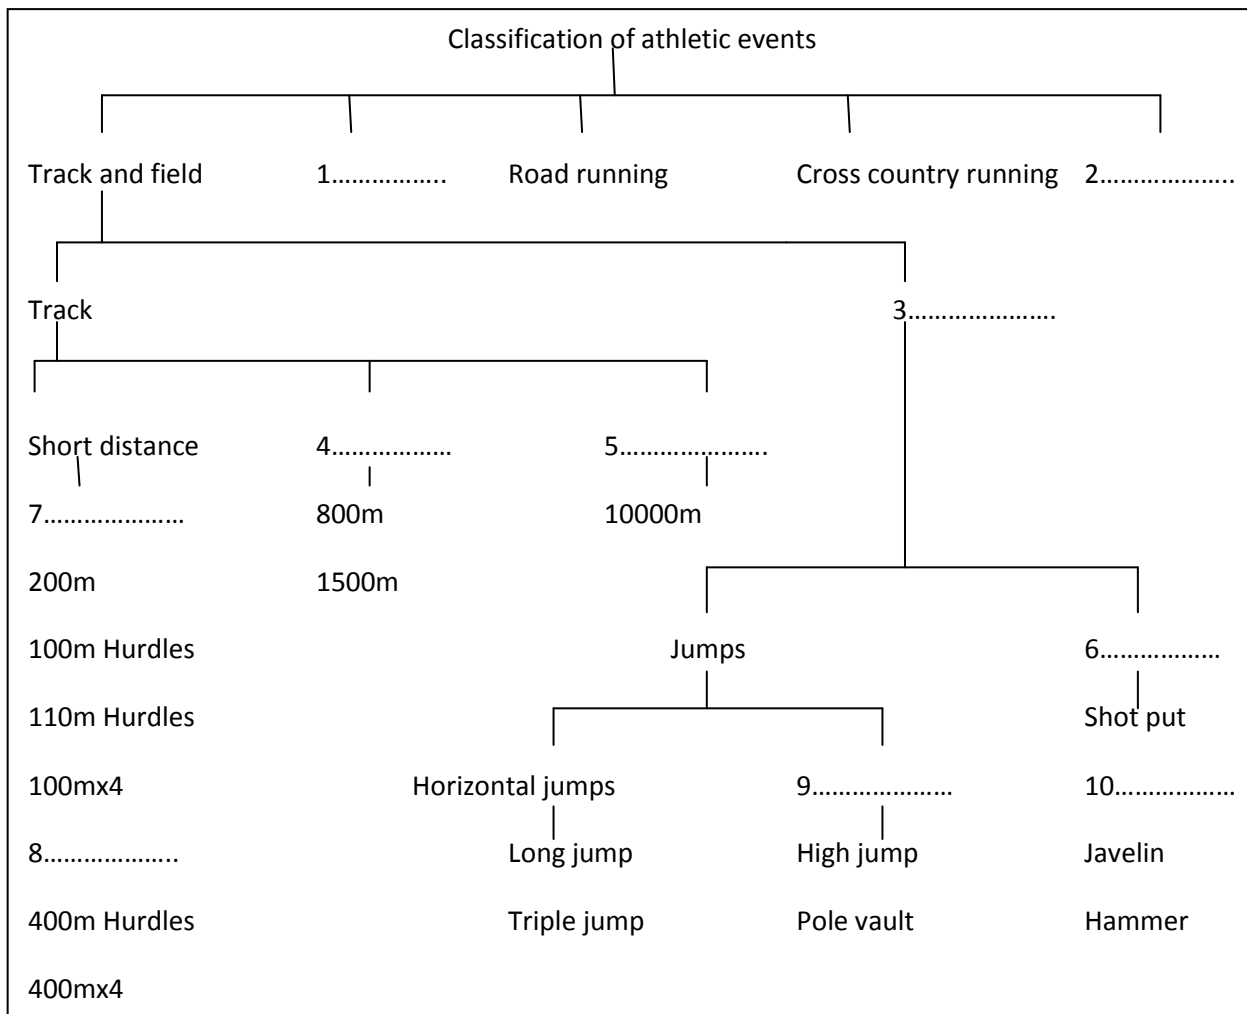 Classification of athletic events
Track and field 1…………….. Road running Cross country running 2………………..
Track 3………………….
Short distance 4……………… 5………………….
7………………… 800m 10000m
200m 1500m
100m Hurdles Jumps 6………………
110m Hurdles Shot put
100mx4 Horizontal jumps 9………………… 10………………
8……………….. Long jump High jump Javelin
400m Hurdles Triple jump Pole vault Hammer
400mx4